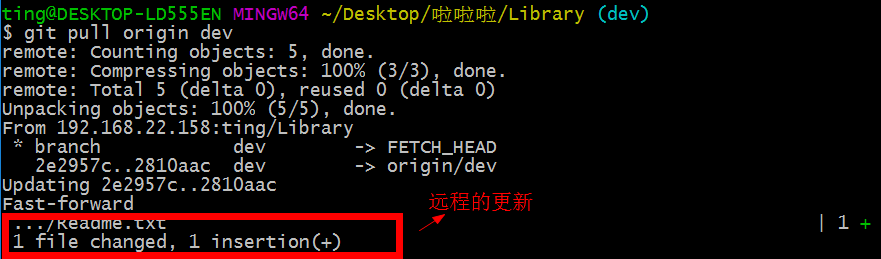 ting@DESKTOP-LD555EN MINGW64 ~/Desktop/啦啦啦/Library (dev)
$ git pull origin dev
remote: Counting objects: 5, done.
remote: Compressing objects: 100% (3/3), done.
remote: Total 5 (delta 0), reused 0 (delta 0)
Unpacking objects: 100% (5/5), done.
From 192.168.22.158:ting/Library
 * branch            dev        -> FETCH_HEAD
   2e2957c..2810aac  dev        -> origin/dev
Updating 2e2957c..2810aac
Fast-forward
远程的更新
 .../Readme.txt | 1 +
 1 file changed, 1 insertion(+)